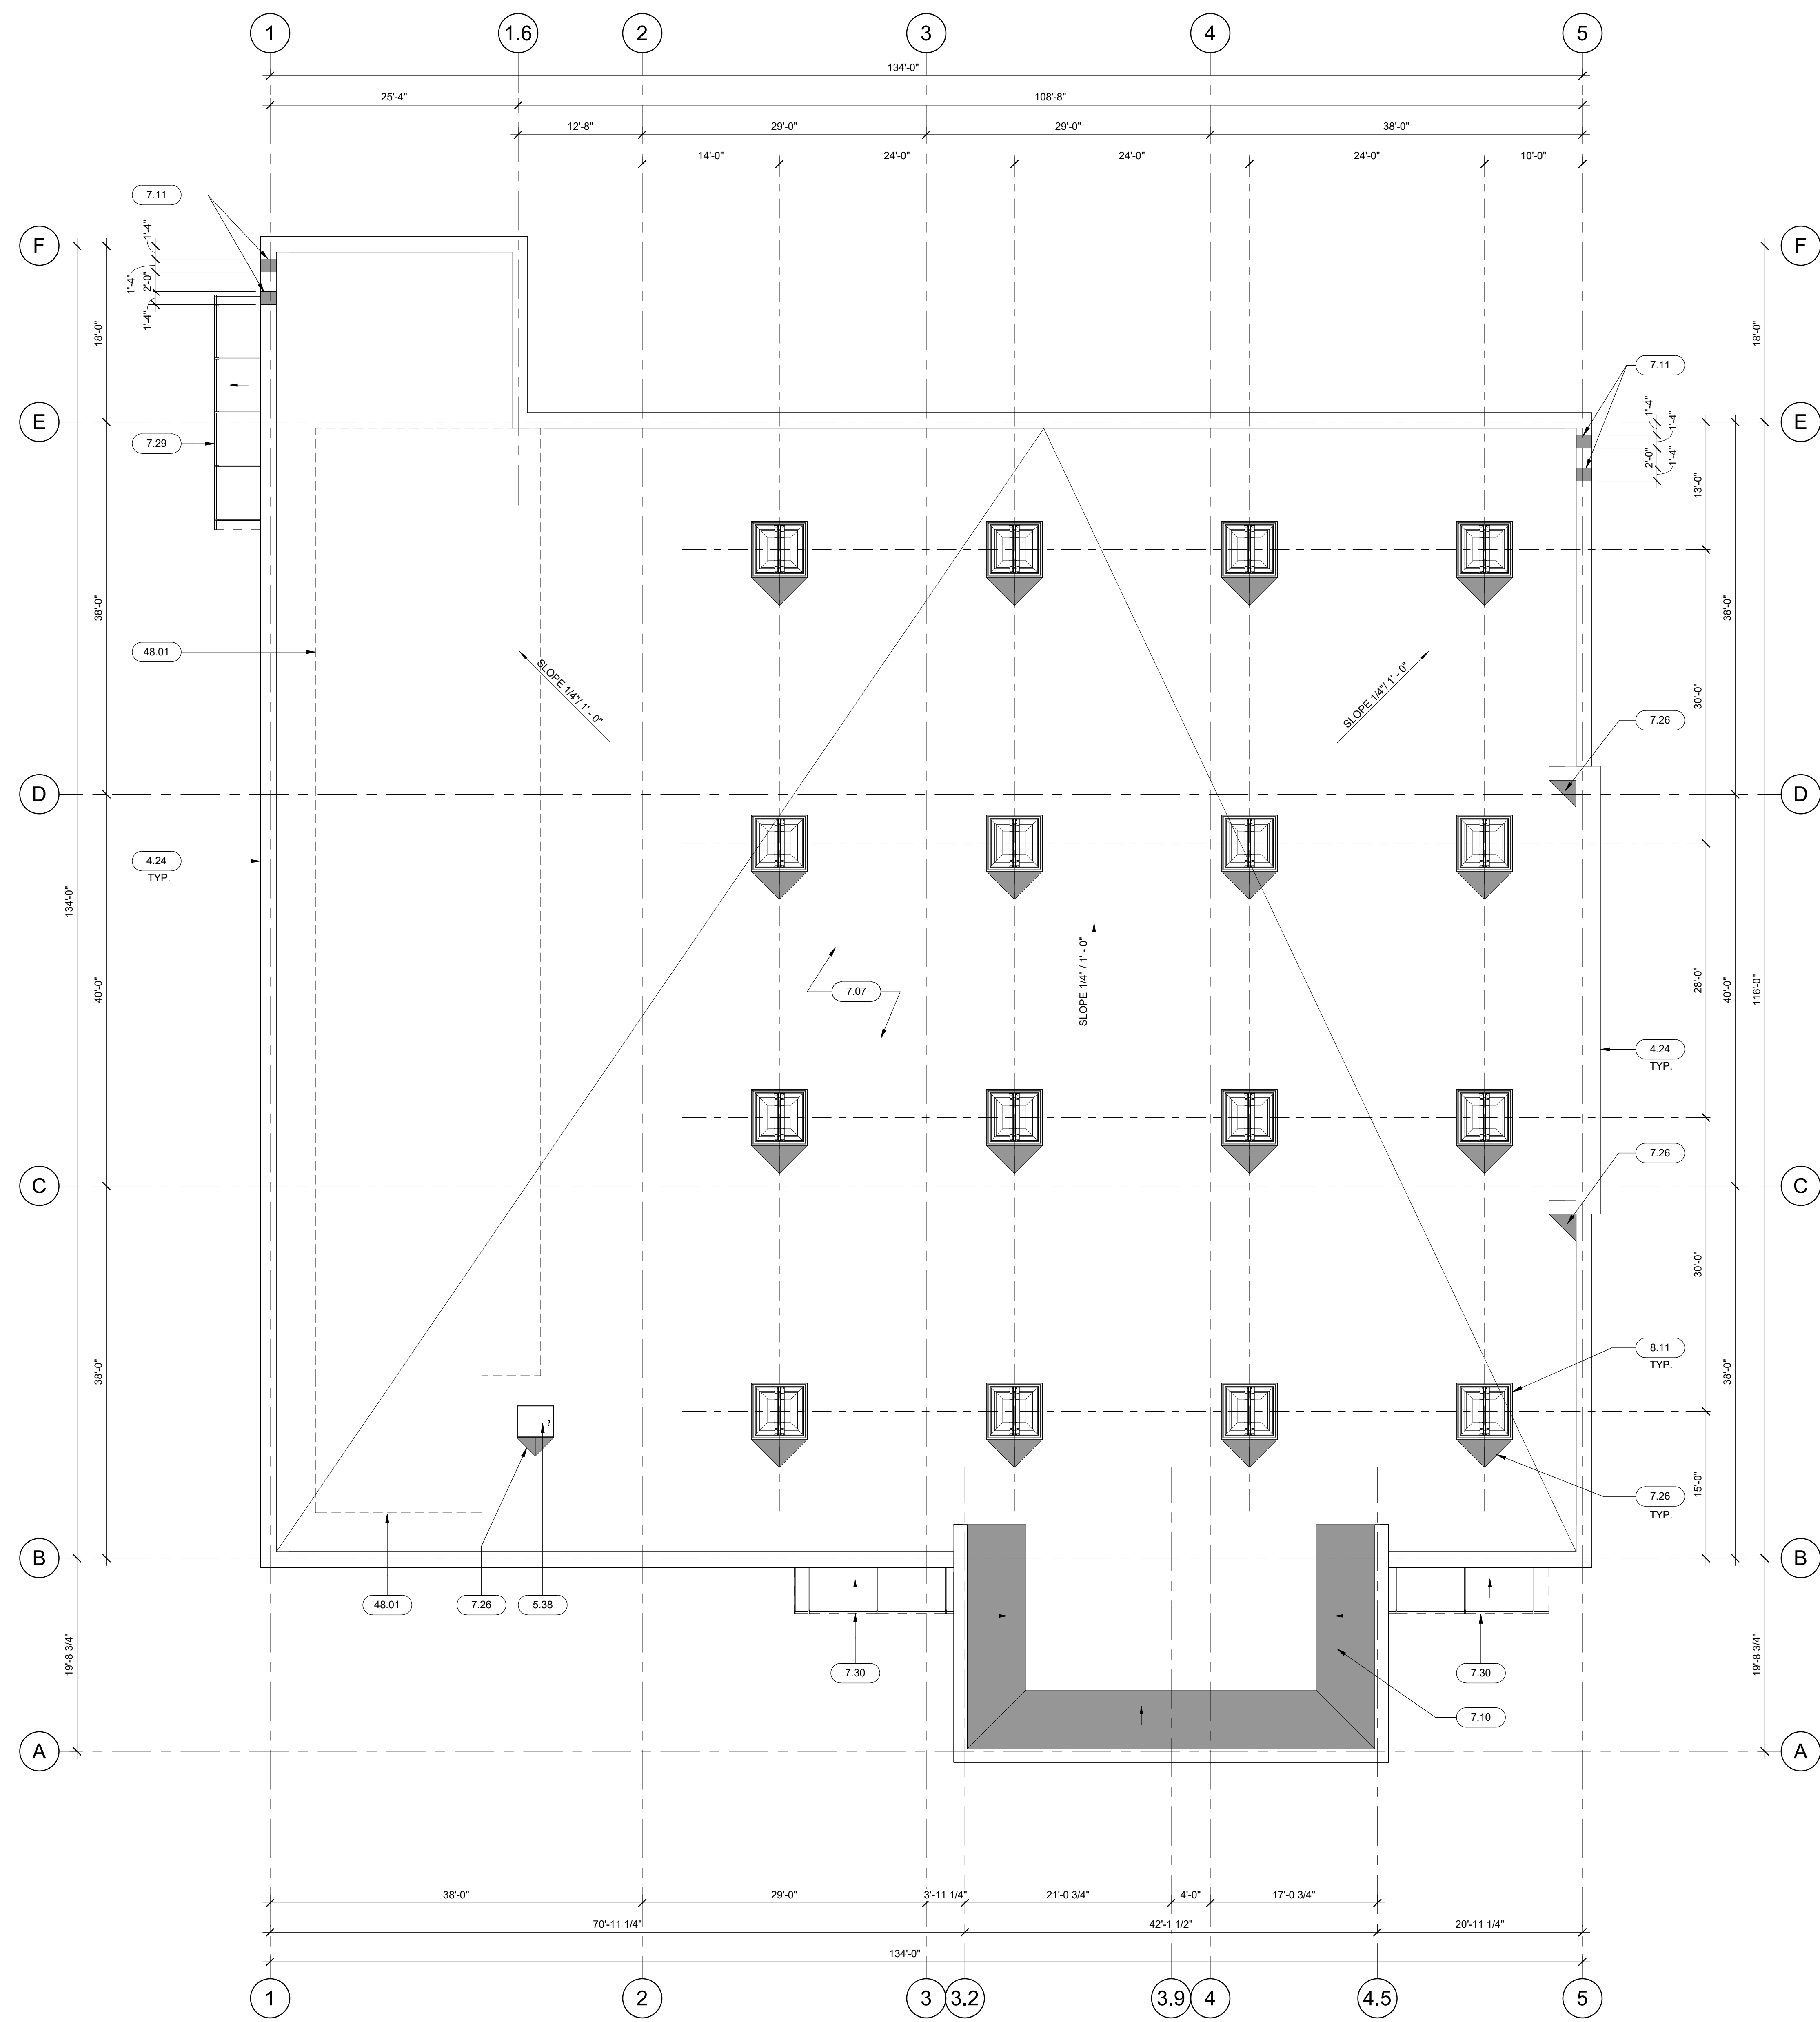 1 1.6 2 3 4 5
134'-0"
25'-4" 108'-8"
12'-8" 29'-0" 29'-0" 38'-0"
14'-0" 24'-0" 24'-0" 24'-0" 10'-0"
7.11
F
1'-4"
1'-4"
2'-0"
1'-4"
18'-0"
F
18'-0"
7.11
E
7.29
1'-4"
1'-4"
2'-0"
1'-4"
E
13'-0"
38'-0"
48.01
SLOPE 1/4"/ 1' - 0"
SLOPE 1/4"/ 1' - 0"
38'-0"
30'-0"
7.26
D
D
4.24
TYP.
134'-0"
40'-0"
7.07
SLOPE 1/4" / 1' - 0"
28'-0"
40'-0"
116'-0"
4.24
TYP.
7.26
C
C
30'-0"
8.11
TYP.
38'-0"
38'-0"
7.26
TYP.
15'-0"
B
B
48.01
7.26
5.38
19'-8 3/4"
7.30
7.30
7.10
19'-8 3/4"
A
A
38'-0" 29'-0" 3'-11 1/4" 21'-0 3/4" 4'-0" 17'-0 3/4"
70'-11 1/4" 42'-1 1/2" 20'-11 1/4"
134'-0"
1 2 3 3.2 3.9 4 4.5 5